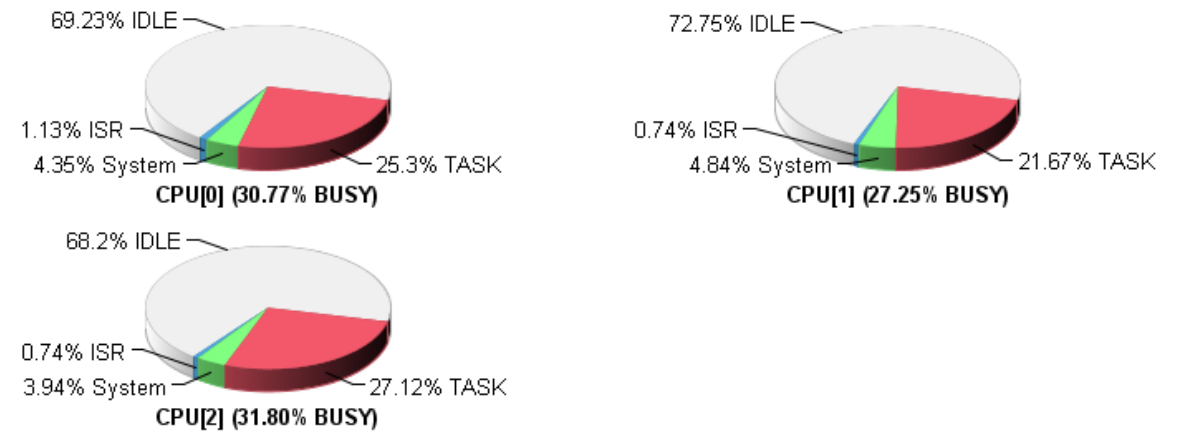 69.23% IDLE
1.13% ISR
4.35% System
25.3% TASK
CPU[0] (30.77% BUSY)
72.75% IDLE
0.74% ISR
4.84% System
21.67% TASK
CPU[1] (27.25% BUSY)
68.2% IDLE
0.74% ISR
3.94% System
27.12% TASK
CPU[2] (31.80% BUSY)